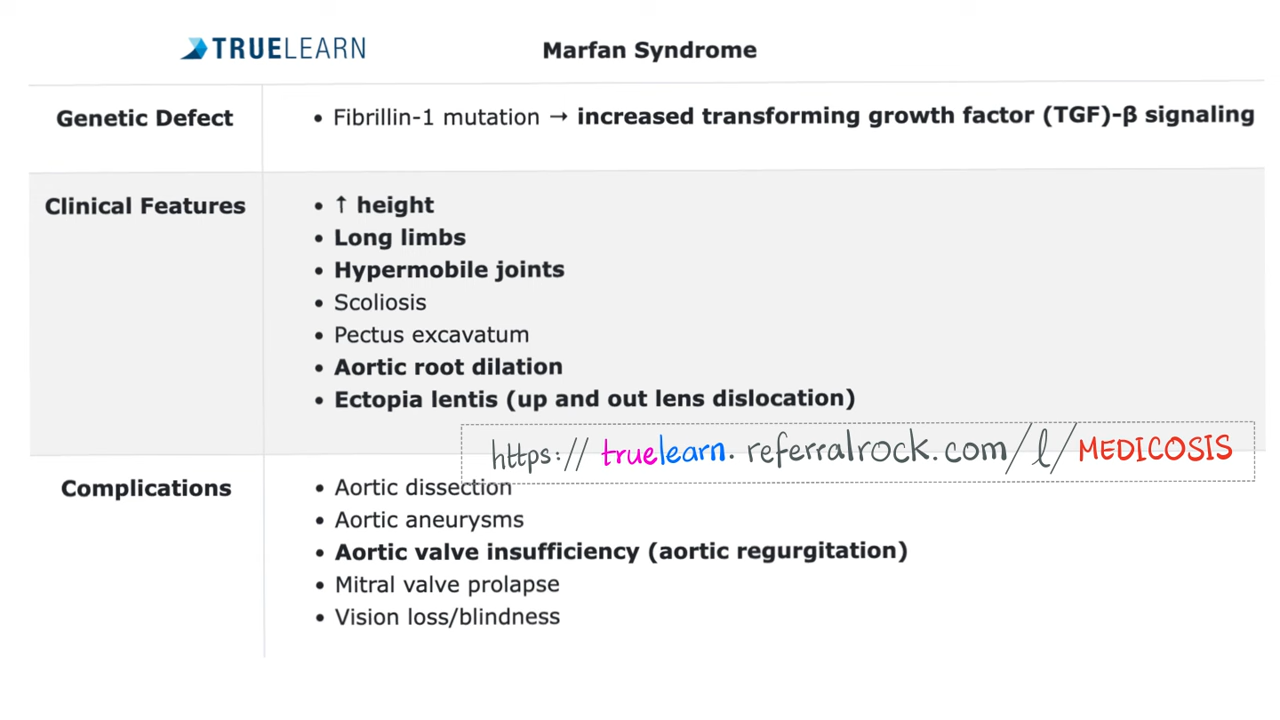 TRUELEARN
Marfan Syndrome
Genetic Defect
• Fibrillin-1 mutation → increased transforming growth factor (TGF)-β signaling
Clinical Features
• ↑ height
• Long limbs
• Hypermobile joints
• Scoliosis
• Pectus excavatum
• Aortic root dilation
• Ectopia lentis (up and out lens dislocation)
https://truelearn.referralrock.com/l/MEDICOSIS
Complications
• Aortic dissection
• Aortic aneurysms
• Aortic valve insufficiency (aortic regurgitation)
• Mitral valve prolapse
• Vision loss/blindness